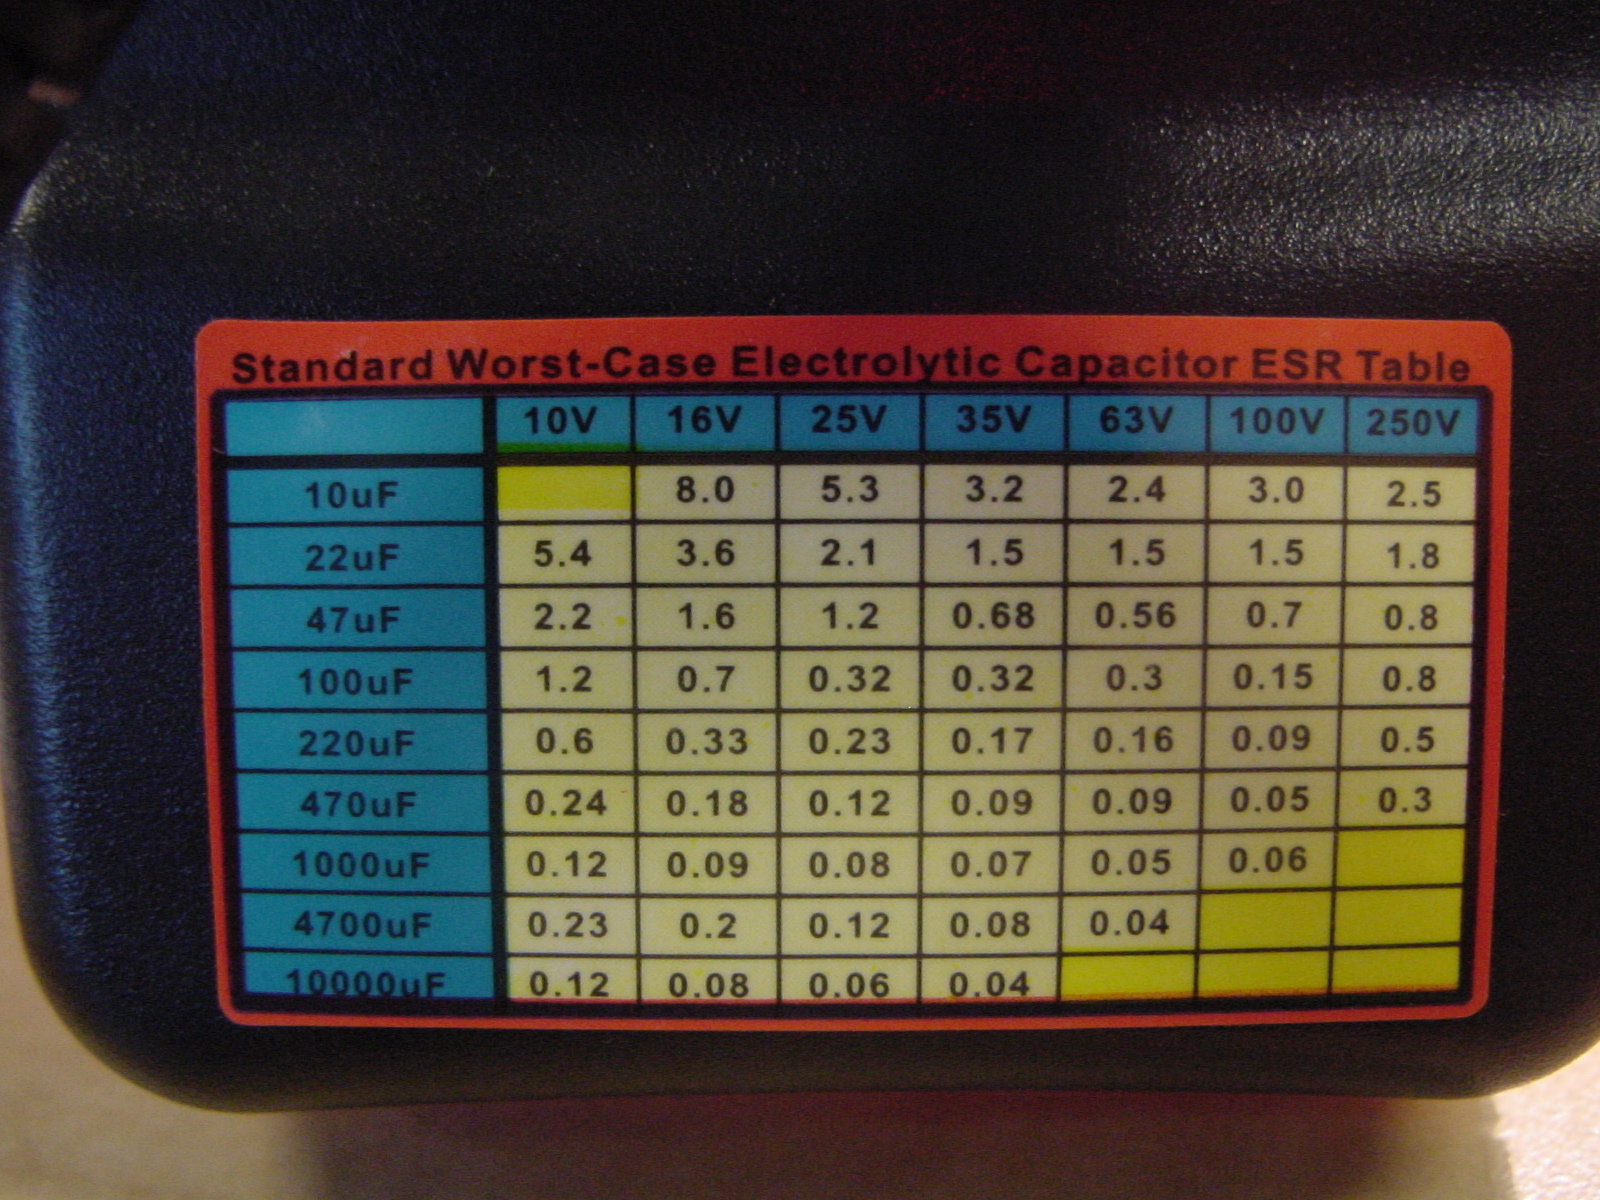 Standard Worst-Case Electrolytic Capacitor ESR Table
10V 16V 25V 35V 63V 100V 250V
10uF 8.0 5.3 3.2 2.4 3.0 2.5
22uF 5.4 3.6 2.1 1.5 1.5 1.5 1.8
47uF 2.2 1.6 1.2 0.68 0.56 0.7 0.8
100uF 1.2 0.7 0.32 0.32 0.3 0.15 0.8
220uF 0.6 0.33 0.23 0.17 0.16 0.09 0.5
470uF 0.24 0.18 0.12 0.09 0.09 0.05 0.3
1000uF 0.12 0.09 0.08 0.07 0.05 0.06
4700uF 0.23 0.2 0.12 0.08 0.04
10000uF 0.12 0.08 0.06 0.04